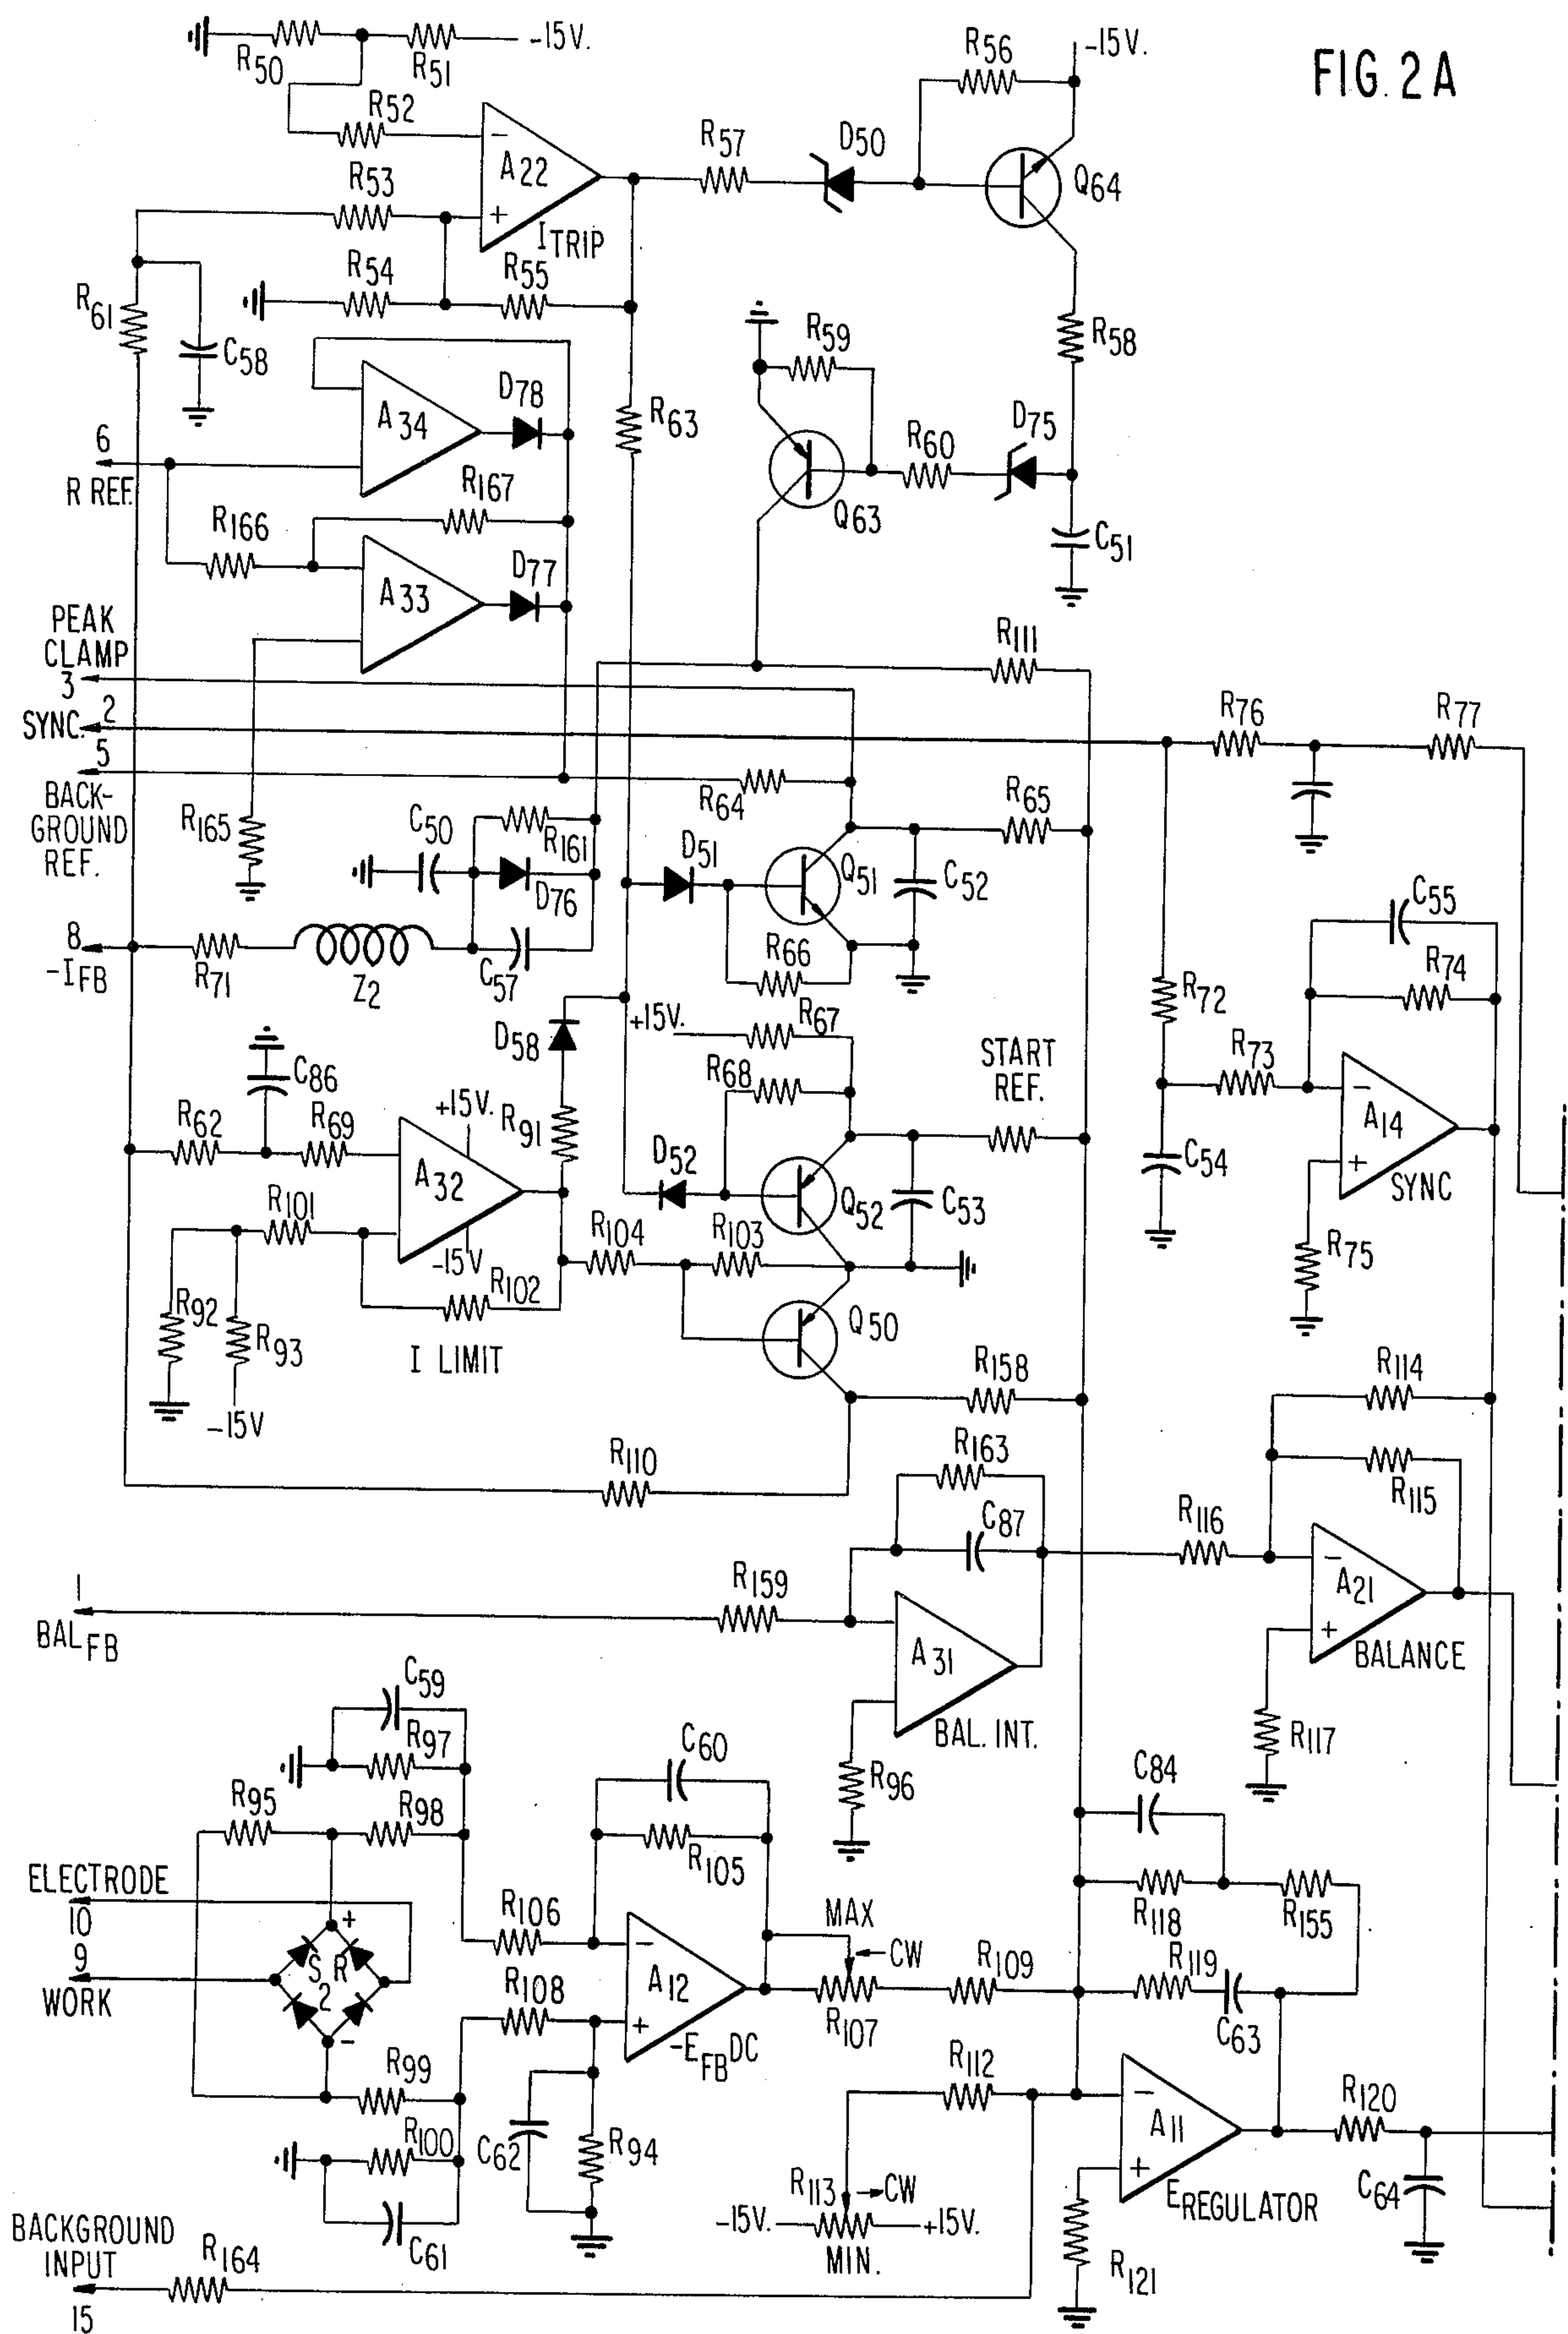 FIG. 2A
R50
R51
-15V.
R56
-15V.
R52
R57
D50
Q64
R53
−
A22
+
ITRIP
R54
R55
R61
C58
R59
R58
A34
D78
R63
D75
R60
6
R REF.
R167
Q63
R166
C51
A33
D77
PEAK
CLAMP
3
R111
SYNC.
2
R76
R77
5
BACK-
GROUND
REF.
R64
R65
R165
C50
R161
D51
Q51
C52
D76
C55
8
-IFB
R71
Z2
C57
R66
R74
R72
D58
+15V.
R67
START
REF.
R73
C86
R68
R62
R69
+15V.
R91
−
A14
+
SYNC
A32
D52
C54
R101
Q52
C53
R104
R103
-15V
R102
R75
R92
R93
Q50
I LIMIT
-15V
R158
R114
R110
R163
R115
C87
R116
1
BALFB
R159
−
A21
+
BALANCE
A31
BAL. INT.
C59
R97
C60
R96
R117
C84
R95
R98
R105
ELECTRODE
10
R118
R155
R106
MAX
CW
+
S R
2
-
9
WORK
R109
R119
−
A12
+
-EFBDC
R108
R107
C63
R99
R112
R100
−
A11
+
EREGULATOR
R120
C62
R94
R113
CW
C64
-15V.
+15V.
MIN.
C61
BACKGROUND
INPUT
R164
15
R121